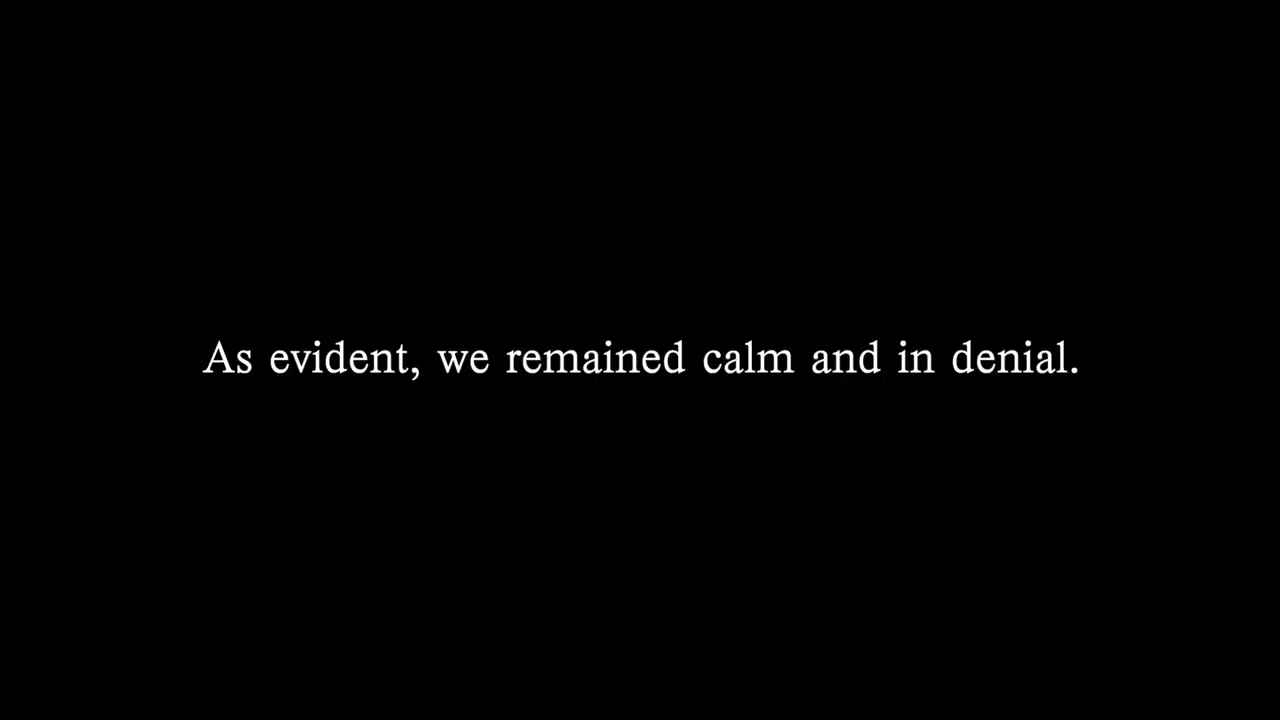 As evident, we remained calm and in denial.